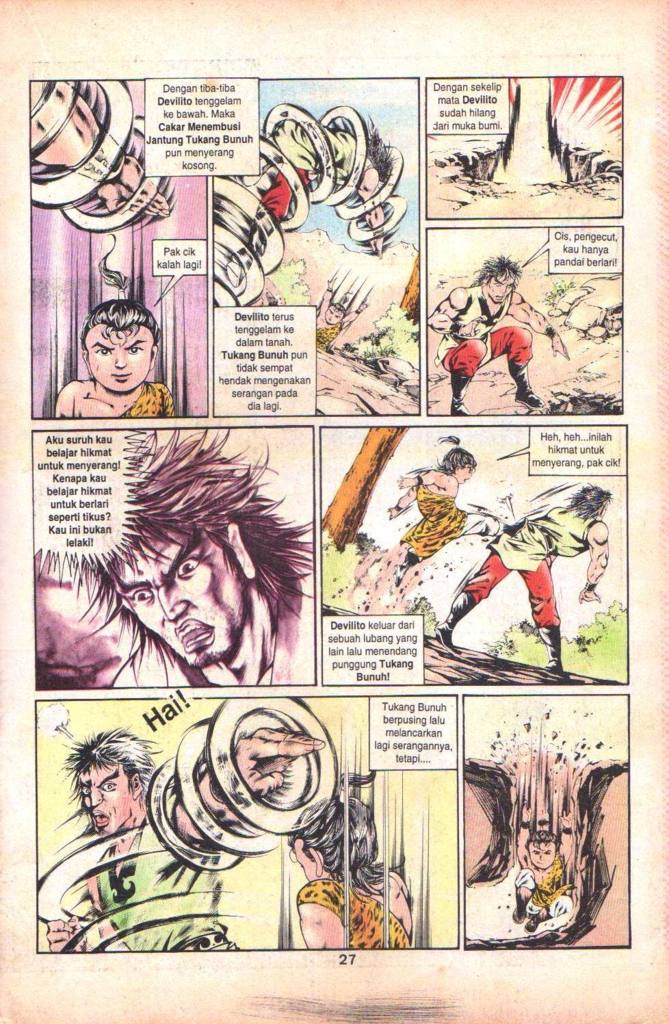 Dengan tiba-tiba
Devilito tenggelam
ke bawah. Maka
Cakar Menembusi
Jantung Tukang Bunuh
pun menyerang
kosong.
Pak cik
kalah lagi!
Devilito terus
tenggelam ke
dalam tanah.
Tukang Bunuh pun
tidak sempat
hendak mengenakan
serangan pada
dia lagi.
Dengan sekelip
mata Devilito
sudah hilang
dari muka bumi.
Cis, pengecut,
kau hanya
pandai berlari!
Aku suruh kau
belajar hikmat
untuk menyerang!
Kenapa kau
belajar hikmat
untuk berlari
seperti tikus?
Kau ini bukan
lelaki!
Heh, heh...inilah
hikmat untuk
menyerang, pak cik!
Devilito keluar dari
sebuah lubang yang
lain lalu menendang
punggung Tukang
Bunuh!
Hai!
Tukang Bunuh
berpusing lalu
melancarkan
lagi serangannya,
tetapi....
27